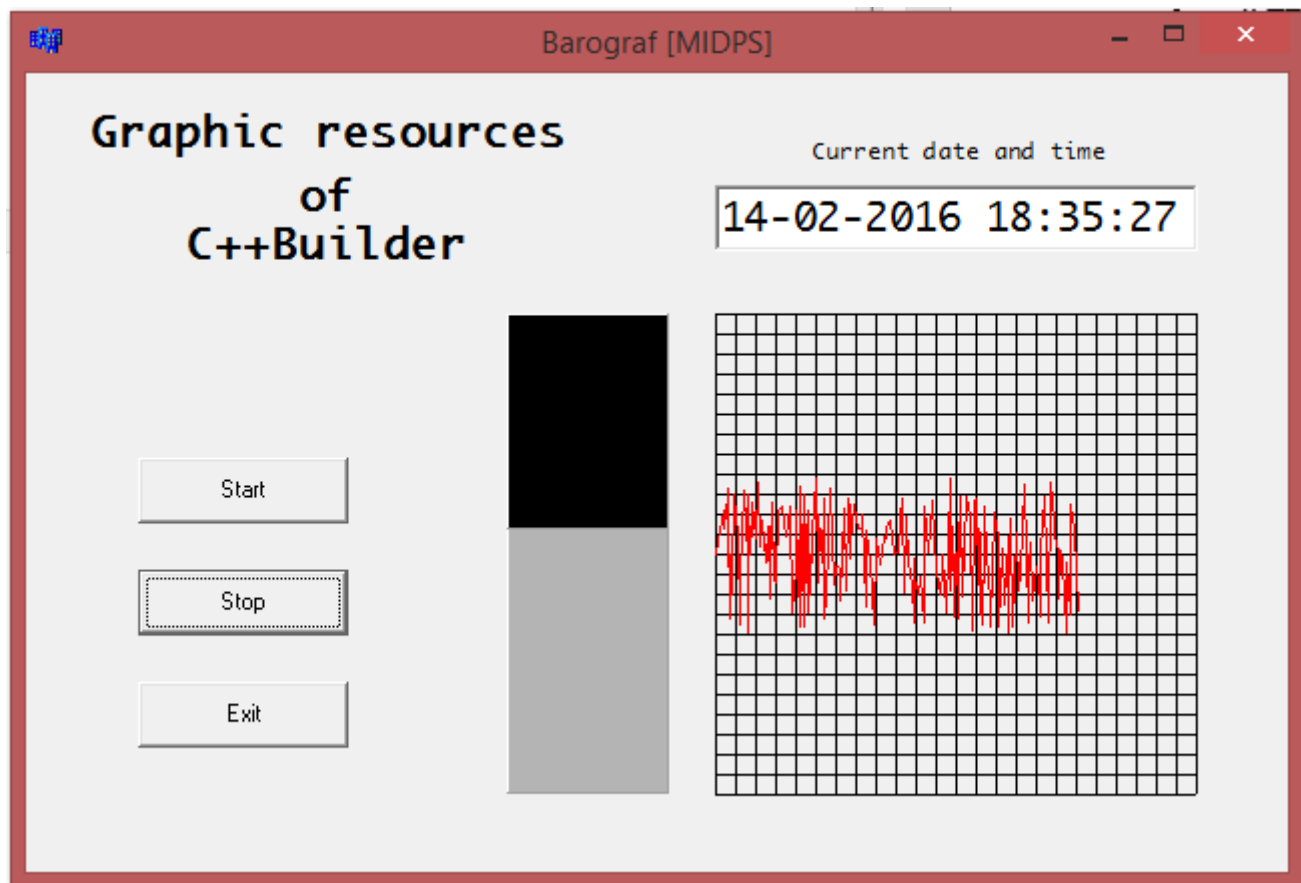 Barograf [MIDPS]
Graphic resources
of
C++Builder
Current date and time
14-02-2016 18:35:27
Start
Stop
Exit